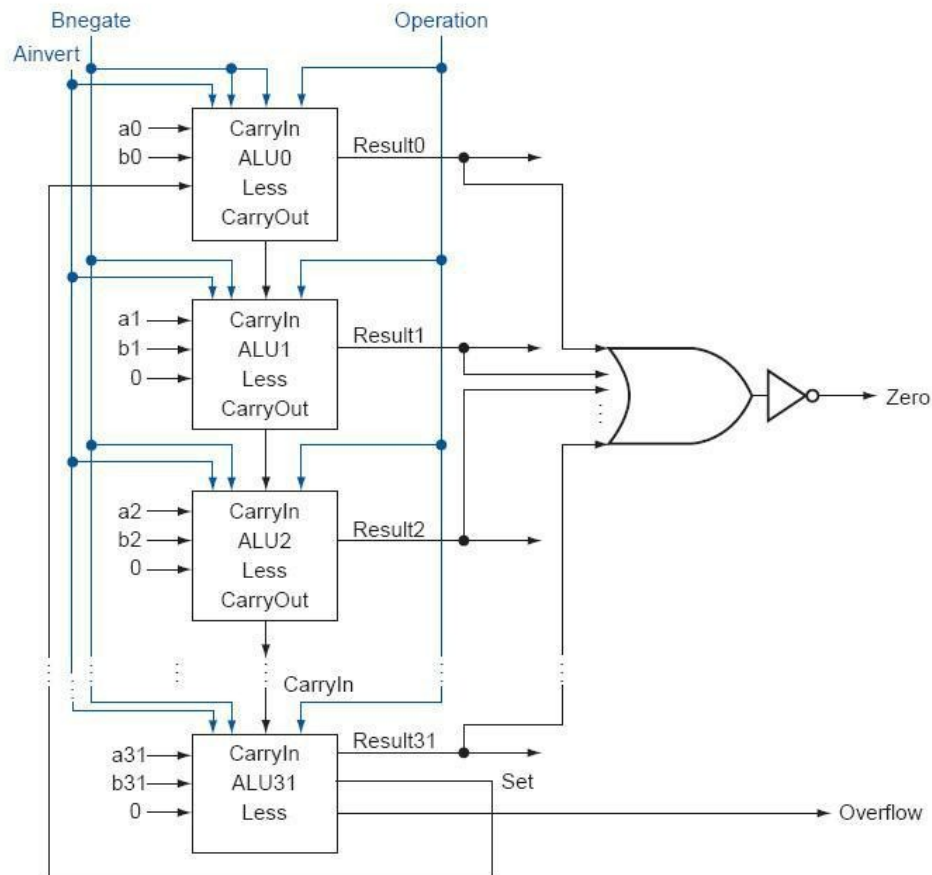 Bnegate
Operation
Ainvert
a0
b0
CarryIn
ALU0
Less
CarryOut
Result0
a1
b1
0
CarryIn
ALU1
Less
CarryOut
Result1
Zero
a2
b2
0
CarryIn
ALU2
Less
CarryOut
Result2
CarryIn
a31
b31
0
CarryIn
ALU31
Less
Result31
Set
Overflow